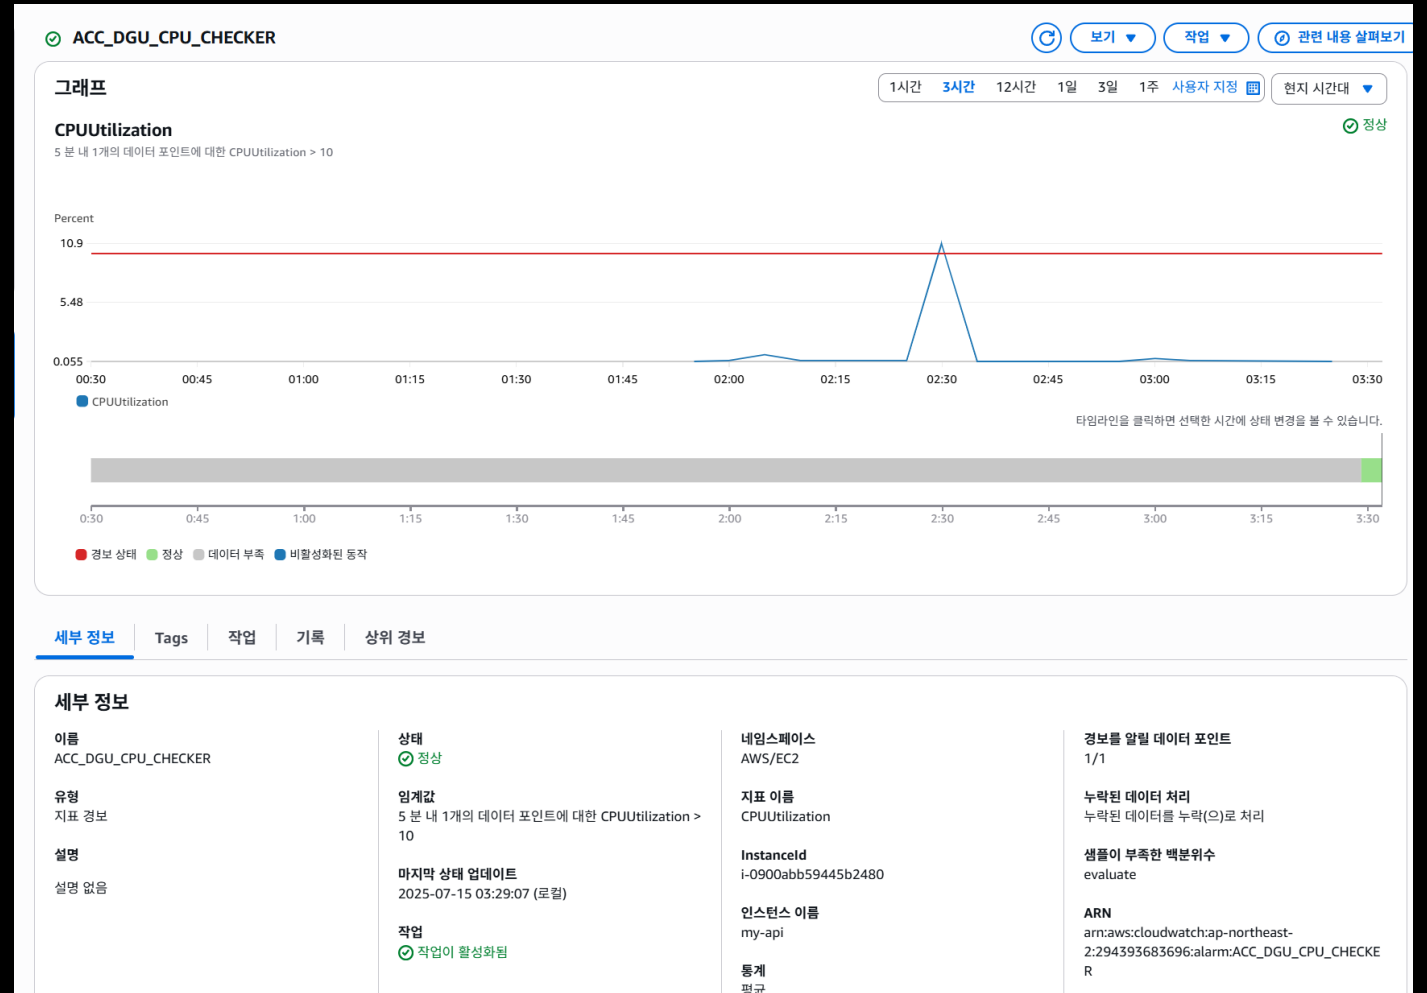 ACC_DGU_CPU_CHECKER
보기
작업
관련 내용 살펴보기
그래프
1시간 3시간 12시간 1일 3일 1주 사용자 지정
현지 시간대
CPUUtilization
정상
5 분 내 1개의 데이터 포인트에 대한 CPUUtilization > 10
Percent
10.9
5.48
0.055
00:30 00:45 01:00 01:15 01:30 01:45 02:00 02:15 02:30 02:45 03:00 03:15 03:30
CPUUtilization
타임라인을 클릭하면 선택한 시간에 상태 변경을 볼 수 있습니다.
0:30 0:45 1:00 1:15 1:30 1:45 2:00 2:15 2:30 2:45 3:00 3:15 3:30
경보 상태 정상 데이터 부족 비활성화된 동작
세부 정보 Tags 작업 기록 상위 경보
세부 정보
이름
ACC_DGU_CPU_CHECKER
유형
지표 경보
설명
설명 없음
상태
정상
임계값
5 분 내 1개의 데이터 포인트에 대한 CPUUtilization >
10
마지막 상태 업데이트
2025-07-15 03:29:07 (로컬)
작업
작업이 활성화됨
네임스페이스
AWS/EC2
지표 이름
CPUUtilization
InstanceId
i-0900abb59445b2480
인스턴스 이름
my-api
통계
평균
경보를 알릴 데이터 포인트
1/1
누락된 데이터 처리
누락된 데이터를 누락(으)로 처리
샘플이 부족한 백분위수
evaluate
ARN
arn:aws:cloudwatch:ap-northeast-
2:294393683696:alarm:ACC_DGU_CPU_CHECKE
R